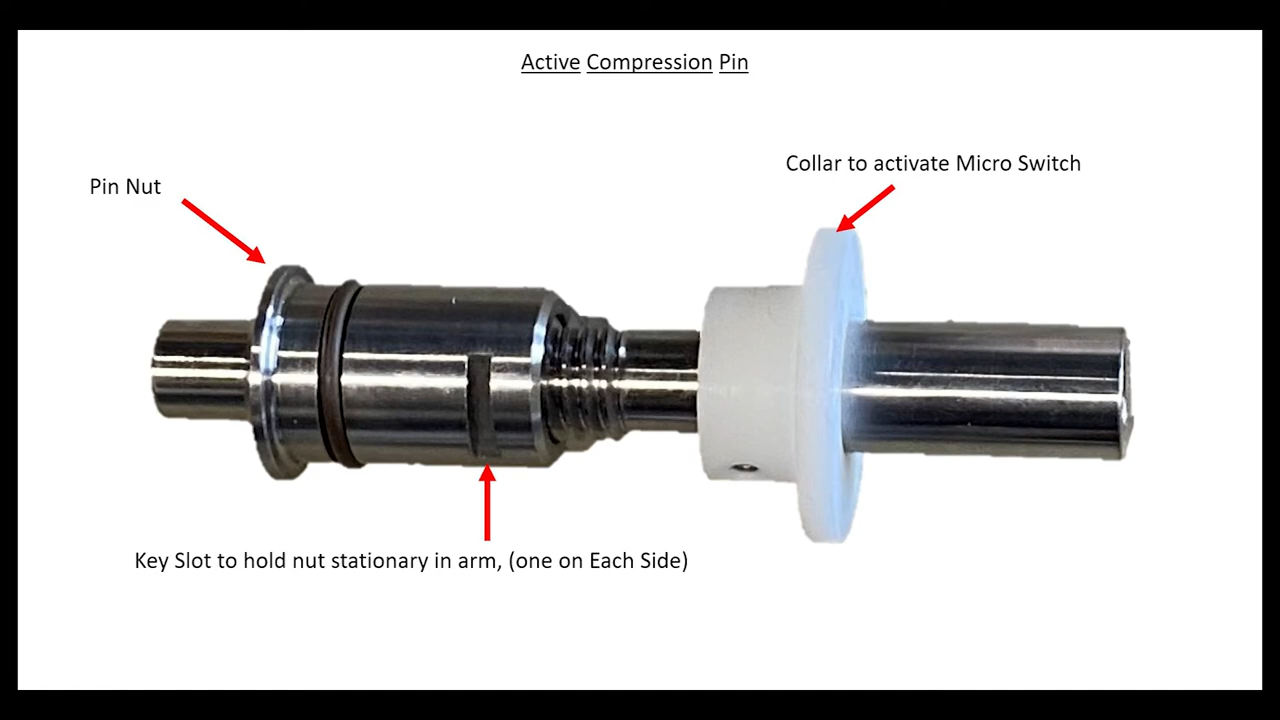 Active Compression Pin
Collar to activate Micro Switch
Pin Nut
Key Slot to hold nut stationary in arm, (one on Each Side)